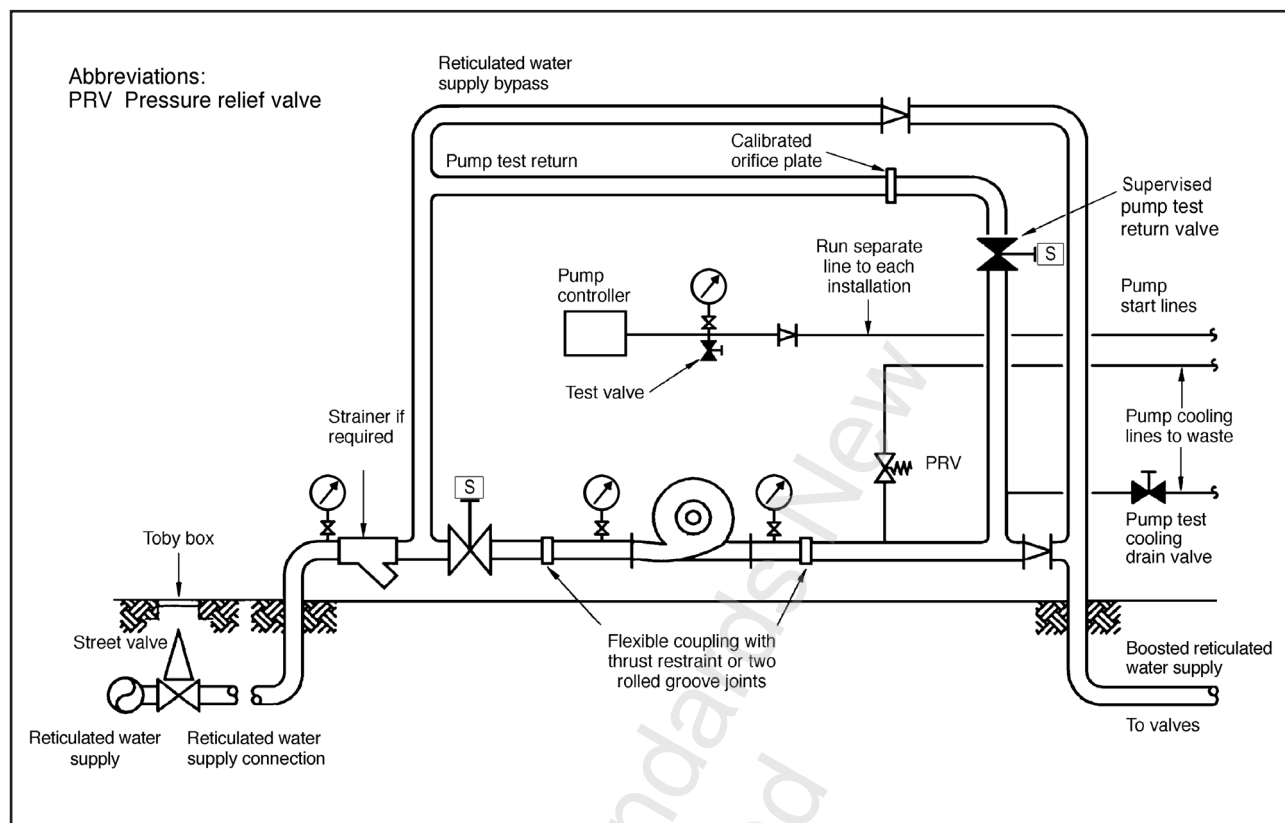 Abbreviations:
PRV Pressure relief valve
Reticulated water
supply bypass
Calibrated
orifice plate
Pump test return
Supervised
pump test
return valve
S
Run separate
line to each
installation
Pump
controller
Pump
start lines
Test valve
Strainer if
required
Pump cooling
lines to waste
PRV
S
Pump test
cooling
drain valve
Toby box
Street valve
Flexible coupling with
thrust restraint or two
rolled groove joints
Boosted reticulated
water supply
Reticulated water
supply
Reticulated water
supply connection
To valves
ndards New